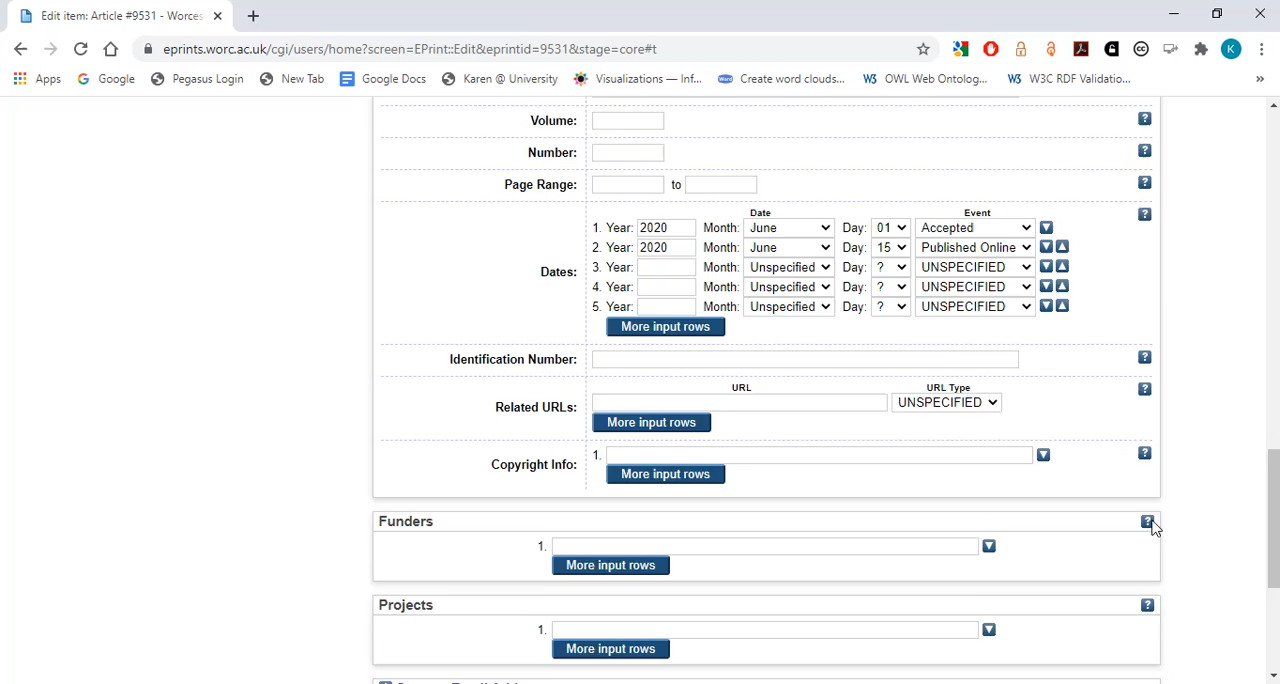 Edit item: Article #9531 - Worces
eprints.worc.ac.uk/cgi/users/home?screen=EPrint::Edit&eprintid=9531&stage=core#t
K
Apps Google Pegasus Login New Tab Google Docs Karen @ University Visualizations — Inf... Create word clouds... OWL Web Ontolog... W3C RDF Validatio... »
Volume: ?
Number: ?
Page Range: to ?
Date Event ?
1. Year: 2020 Month: June Day: 01 Accepted
2. Year: 2020 Month: June Day: 15 Published Online
Dates: 3. Year: Month: Unspecified Day: ? UNSPECIFIED
4. Year: Month: Unspecified Day: ? UNSPECIFIED
5. Year: Month: Unspecified Day: ? UNSPECIFIED
More input rows
Identification Number: ?
URL URL Type ?
Related URLs: UNSPECIFIED
More input rows
Copyright Info: 1. ?
More input rows
Funders ?
1.
More input rows
Projects ?
1.
More input rows